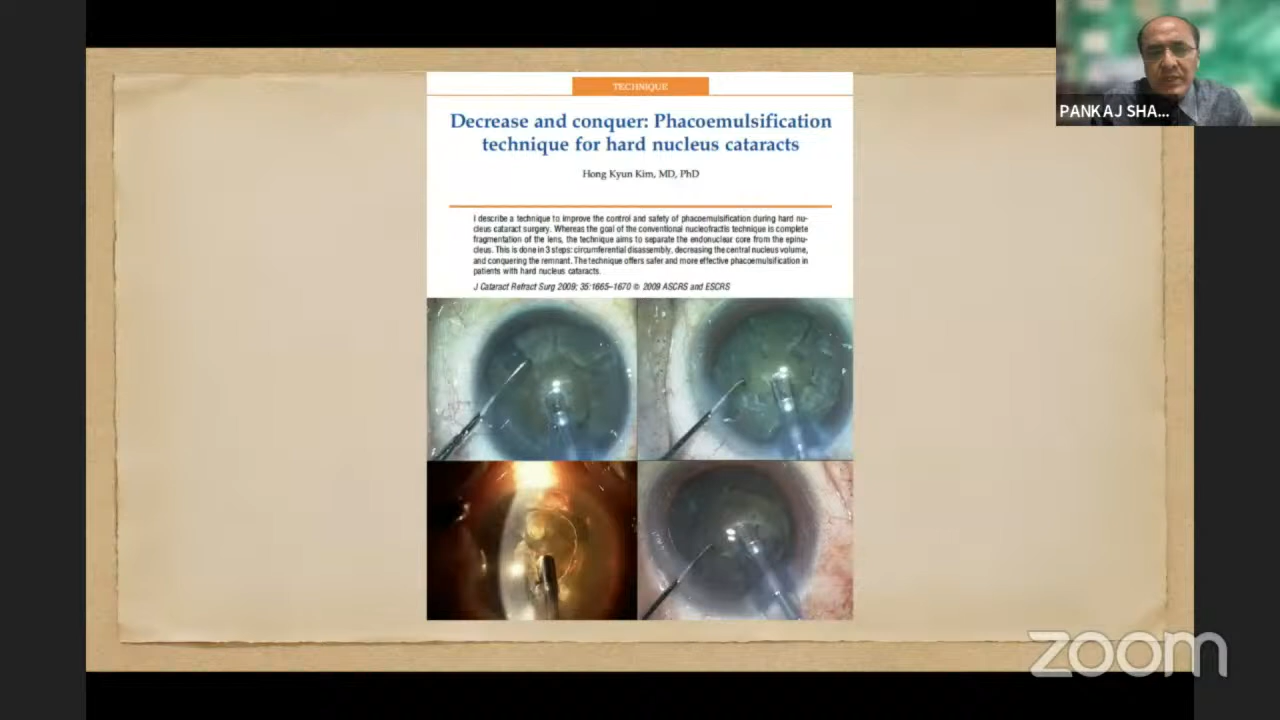 TECHNIQUE
Decrease and conquer: Phacoemulsification
technique for hard nucleus cataracts
Hong Kyun Kim, MD, PhD
I describe a technique to improve the control and safety of phacoemulsification during hard nu-
cleus cataract surgery. Whereas the goal of the conventional nucleofractis technique is complete
fragmentation of the lens, the technique aims to separate the endonuclear core from the epinu-
cleus. This is done in 3 steps: circumferential disassembly, decreasing the central nucleus volume,
and conquering the remnant. The technique offers safer and more effective phacoemulsification in
patients with hard nucleus cataracts.
J Cataract Refract Surg 2009; 35:1665–1670 © 2009 ASCRS and ESCRS
PANKAJ SHA...
zoom